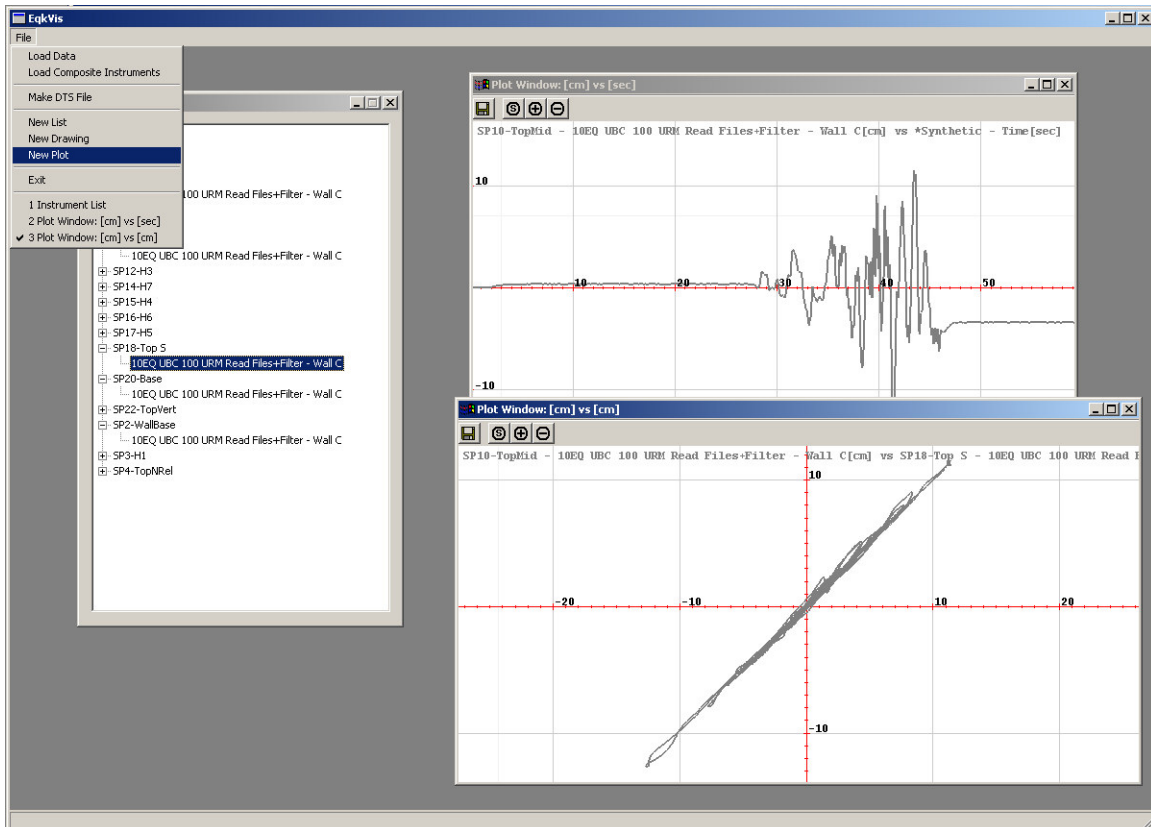 EqkVis
File
Load Data
Load Composite Instruments
Make DTS File
New List
New Drawing
New Plot
Exit
1 Instrument List
2 Plot Window: [cm] vs [sec]
3 Plot Window: [cm] vs [cm]
100 URM Read Files+Filter - Wall C
10EQ UBC 100 URM Read Files+Filter - Wall C
SP12-H3
SP14-H7
SP15-H4
SP16-H6
SP17-H5
SP18-Top S
10EQ UBC 100 URM Read Files+Filter - Wall C
SP20-Base
10EQ UBC 100 URM Read Files+Filter - Wall C
SP22-TopVert
SP2-WallBase
10EQ UBC 100 URM Read Files+Filter - Wall C
SP3-H1
SP4-TopNRel
Plot Window: [cm] vs [sec]
S
SP10-TopMid - 10EQ UBC 100 URM Read Files+Filter - Wall C[cm] vs *Synthetic - Time[sec]
10
10 20 30 40 50
-10
Plot Window: [cm] vs [cm]
S
SP10-TopMid - 10EQ UBC 100 URM Read Files+Filter - Wall C[cm] vs SP18-Top S - 10EQ UBC 100 URM Read
10
-20 -10 10 20
-10